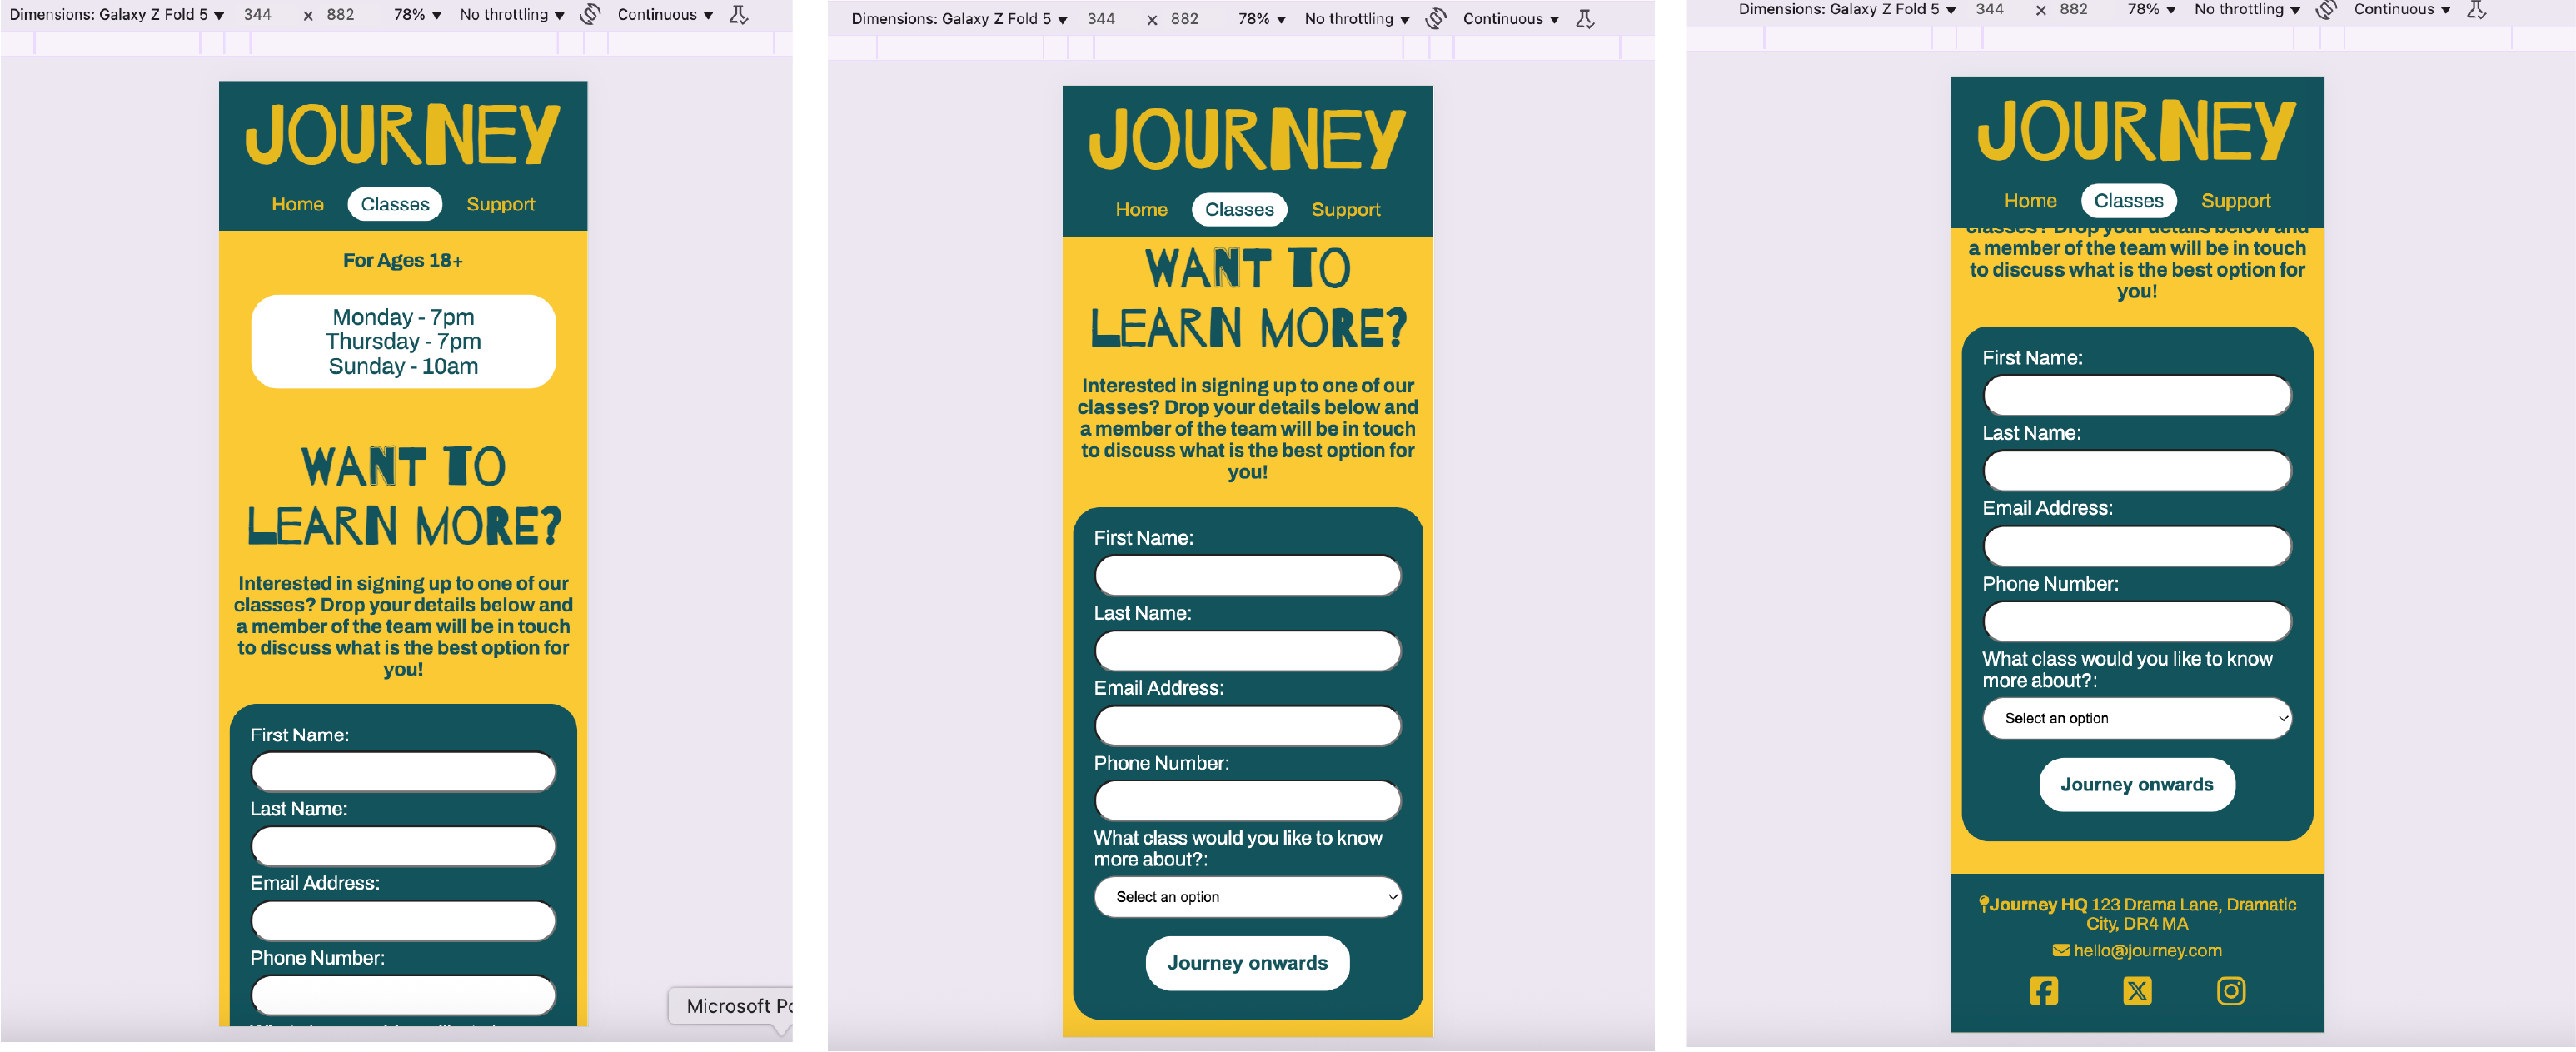 Dimensions: Galaxy Z Fold 5 344 x 882 78% No throttling Continuous
JOURNEY
Home Classes Support
For Ages 18+
Monday - 7pm
Thursday - 7pm
Sunday - 10am
WANT TO
LEARN MORE?
Interested in signing up to one of our
classes? Drop your details below and
a member of the team will be in touch
to discuss what is the best option for
you!
First Name:
Last Name:
Email Address:
Phone Number:
Microsoft Po
Dimensions: Galaxy Z Fold 5 344 x 882 78% No throttling Continuous
JOURNEY
Home Classes Support
WANT TO
LEARN MORE?
Interested in signing up to one of our
classes? Drop your details below and
a member of the team will be in touch
to discuss what is the best option for
you!
First Name:
Last Name:
Email Address:
Phone Number:
What class would you like to know
more about?:
Select an option
Journey onwards
Dimensions: Galaxy Z Fold 5 344 x 882 78% No throttling Continuous
JOURNEY
Home Classes Support
classes? Drop your details below and
a member of the team will be in touch
to discuss what is the best option for
you!
First Name:
Last Name:
Email Address:
Phone Number:
What class would you like to know
more about?:
Select an option
Journey onwards
Journey HQ 123 Drama Lane, Dramatic
City, DR4 MA
hello@journey.com